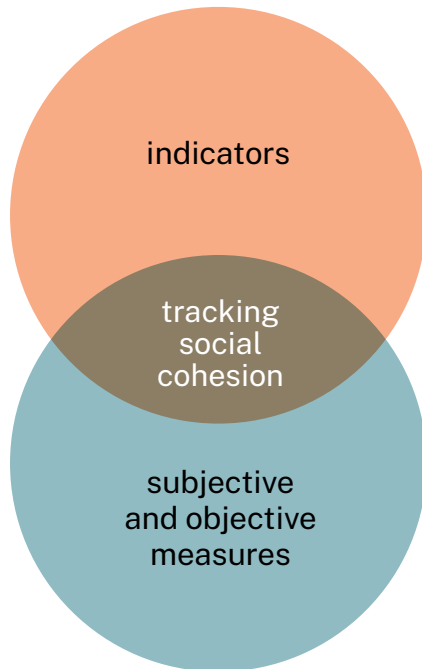 indicators
tracking
social
cohesion
subjective
and objective
measures